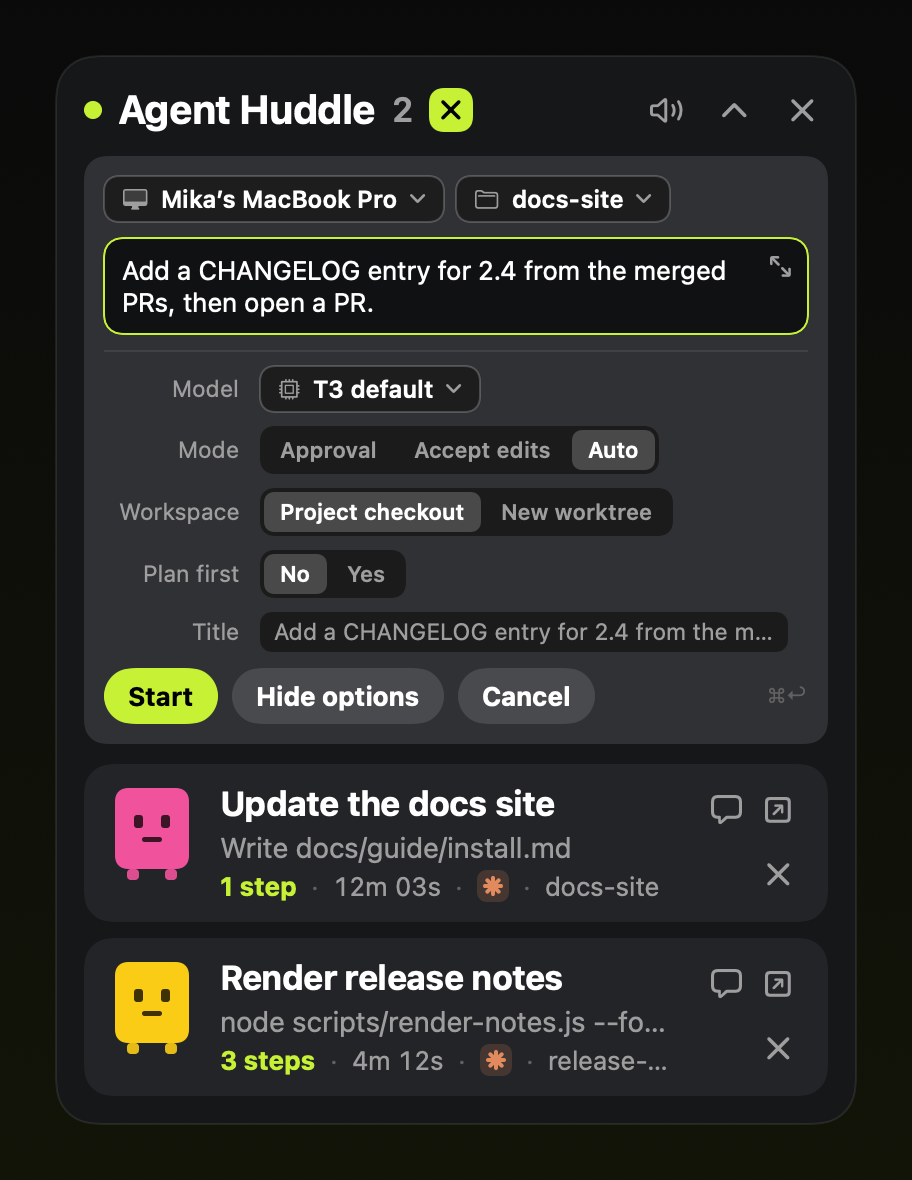 Agent Huddle 2
Mika’s MacBook Pro
docs-site
Add a CHANGELOG entry for 2.4 from the merged
PRs, then open a PR.
Model T3 default
Mode Approval Accept edits Auto
Workspace Project checkout New worktree
Plan first No Yes
Title Add a CHANGELOG entry for 2.4 from the m...
Start Hide options Cancel ⌘↩
Update the docs site
Write docs/guide/install.md
1 step · 12m 03s · docs-site
Render release notes
node scripts/render-notes.js --fo...
3 steps · 4m 12s · release-...